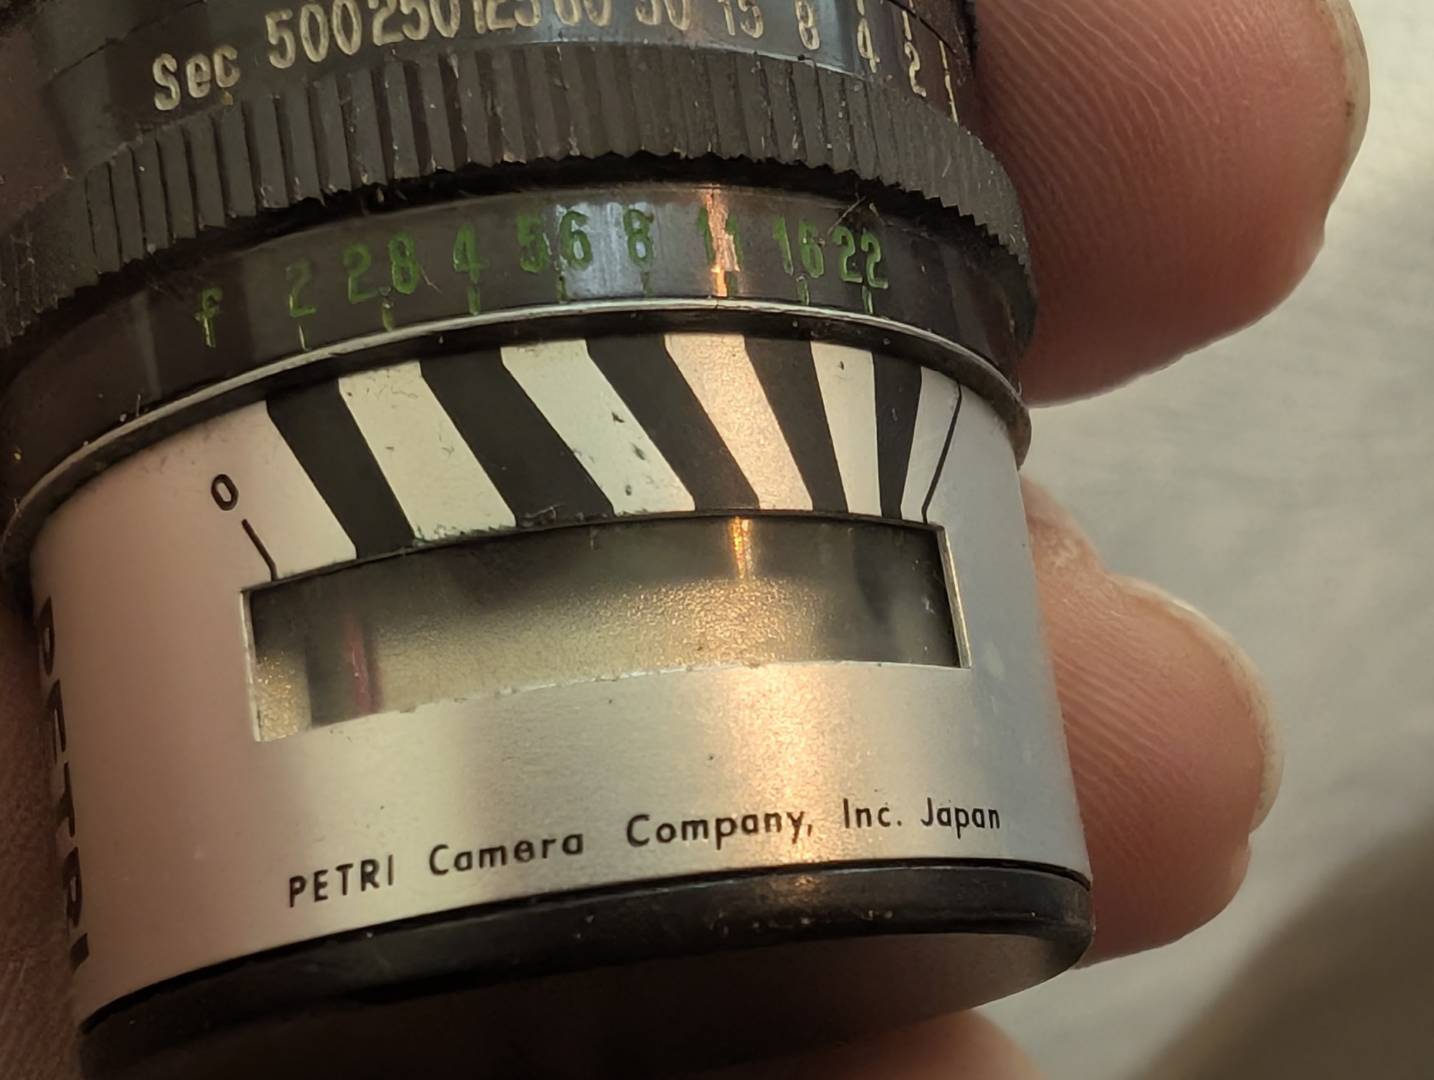 Sec 500 250 125 60 30 15 8 4 2 1
f 2 2.8 4 5.6 8 11 16 22
0
PETRI
PETRI Camera Company, Inc. Japan